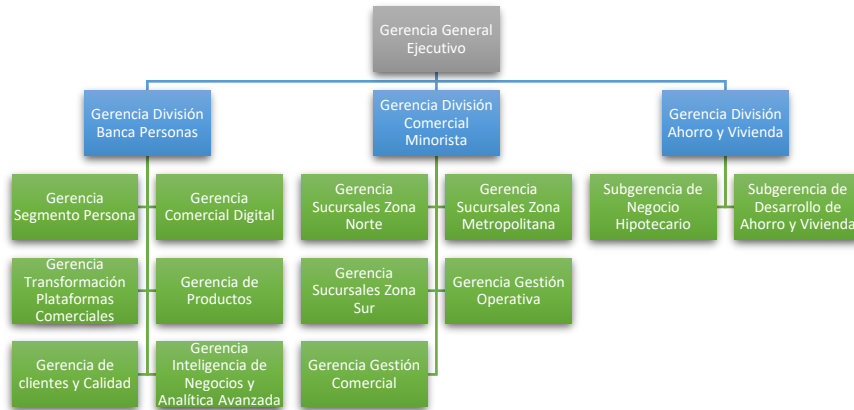 Gerencia General
Ejecutivo
Gerencia División
Banca Personas
Gerencia División
Comercial
Minorista
Gerencia División
Ahorro y Vivienda
Gerencia
Segmento Persona
Gerencia
Comercial Digital
Gerencia
Sucursales Zona
Norte
Gerencia
Sucursales Zona
Metropolitana
Subgerencia de
Negocio
Hipotecario
Subgerencia de
Desarrollo de
Ahorro y Vivienda
Gerencia
Transformación
Plataformas
Comerciales
Gerencia de
Productos
Gerencia
Sucursales Zona
Sur
Gerencia Gestión
Operativa
Gerencia de
clientes y Calidad
Gerencia
Inteligencia de
Negocios y
Analítica Avanzada
Gerencia Gestión
Comercial